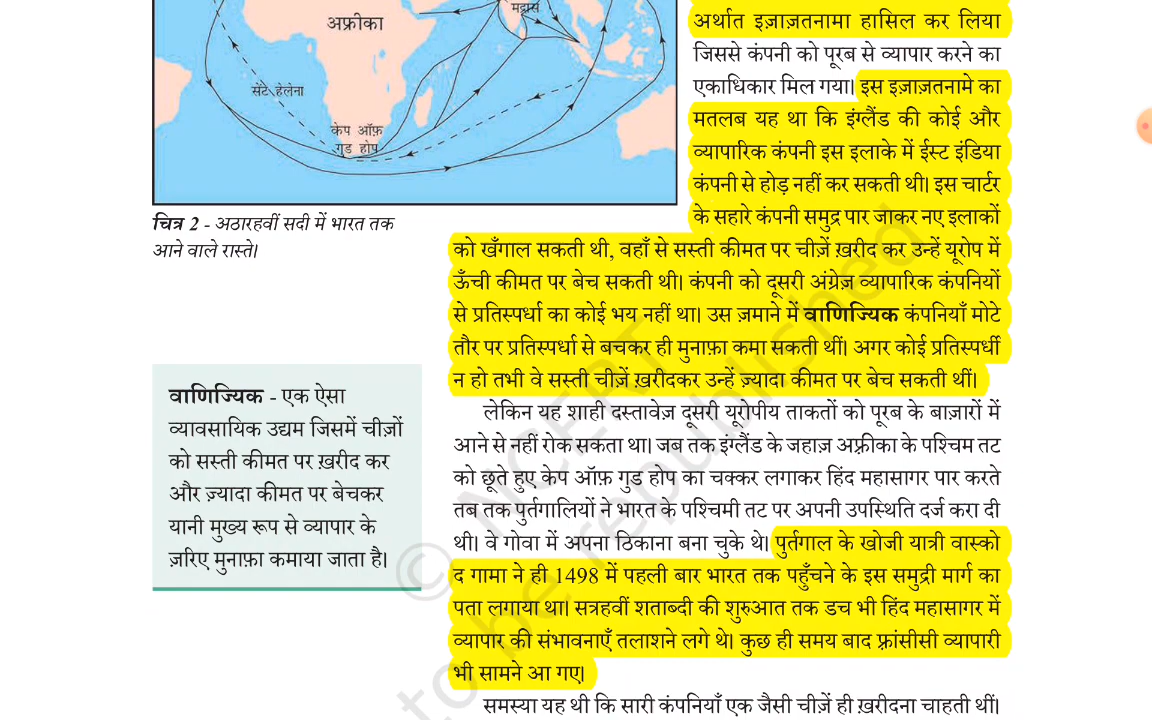 मद्रास
अफ्रीका
सेंट हेलेना
केप ऑफ़
गुड होप
चित्र 2 - अठारहवीं सदी में भारत तक
आने वाले रास्ते।
वाणिज्यिक - एक ऐसा
व्यावसायिक उद्यम जिसमें चीज़ों
को सस्ती कीमत पर ख़रीद कर
और ज़्यादा कीमत पर बेचकर
यानी मुख्य रूप से व्यापार के
ज़रिए मुनाफ़ा कमाया जाता है।
अर्थात इज़ाज़तनामा हासिल कर लिया
जिससे कंपनी को पूरब से व्यापार करने का
एकाधिकार मिल गया। इस इज़ाज़तनामे का
मतलब यह था कि इंग्लैंड की कोई और
व्यापारिक कंपनी इस इलाके में ईस्ट इंडिया
कंपनी से होड़ नहीं कर सकती थी। इस चार्टर
के सहारे कंपनी समुद्र पार जाकर नए इलाकों
को खँगाल सकती थी, वहाँ से सस्ती कीमत पर चीज़ें ख़रीद कर उन्हें यूरोप में
ऊँची कीमत पर बेच सकती थी। कंपनी को दूसरी अंग्रेज़ व्यापारिक कंपनियों
से प्रतिस्पर्धा का कोई भय नहीं था। उस ज़माने में वाणिज्यिक कंपनियाँ मोटे
तौर पर प्रतिस्पर्धा से बचकर ही मुनाफ़ा कमा सकती थीं। अगर कोई प्रतिस्पर्धी
न हो तभी वे सस्ती चीज़ें ख़रीदकर उन्हें ज़्यादा कीमत पर बेच सकती थीं।
लेकिन यह शाही दस्तावेज़ दूसरी यूरोपीय ताकतों को पूरब के बाज़ारों में
आने से नहीं रोक सकता था। जब तक इंग्लैंड के जहाज़ अफ़्रीका के पश्चिम तट
को छूते हुए केप ऑफ़ गुड होप का चक्कर लगाकर हिंद महासागर पार करते
तब तक पुर्तगालियों ने भारत के पश्चिमी तट पर अपनी उपस्थिति दर्ज करा दी
थी। वे गोवा में अपना ठिकाना बना चुके थे। पुर्तगाल के खोजी यात्री वास्को
द गामा ने ही 1498 में पहली बार भारत तक पहुँचने के इस समुद्री मार्ग का
पता लगाया था। सत्रहवीं शताब्दी की शुरुआत तक डच भी हिंद महासागर में
व्यापार की संभावनाएँ तलाशने लगे थे। कुछ ही समय बाद फ़्रांसीसी व्यापारी
भी सामने आ गए।
समस्या यह थी कि सारी कंपनियाँ एक जैसी चीज़ें ही ख़रीदना चाहती थीं।
© NCERT
to be republished